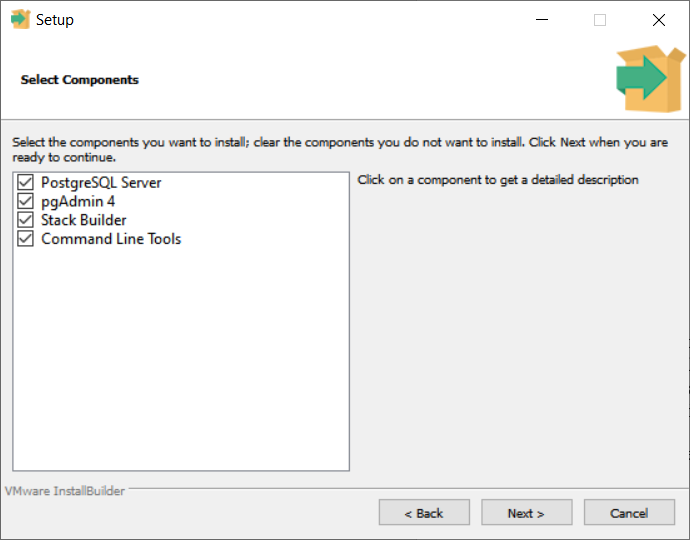 Setup
Select Components
Select the components you want to install; clear the components you do not want to install. Click Next when you are
ready to continue.
PostgreSQL Server
pgAdmin 4
Stack Builder
Command Line Tools
Click on a component to get a detailed description
VMware InstallBuilder
< Back
Next >
Cancel